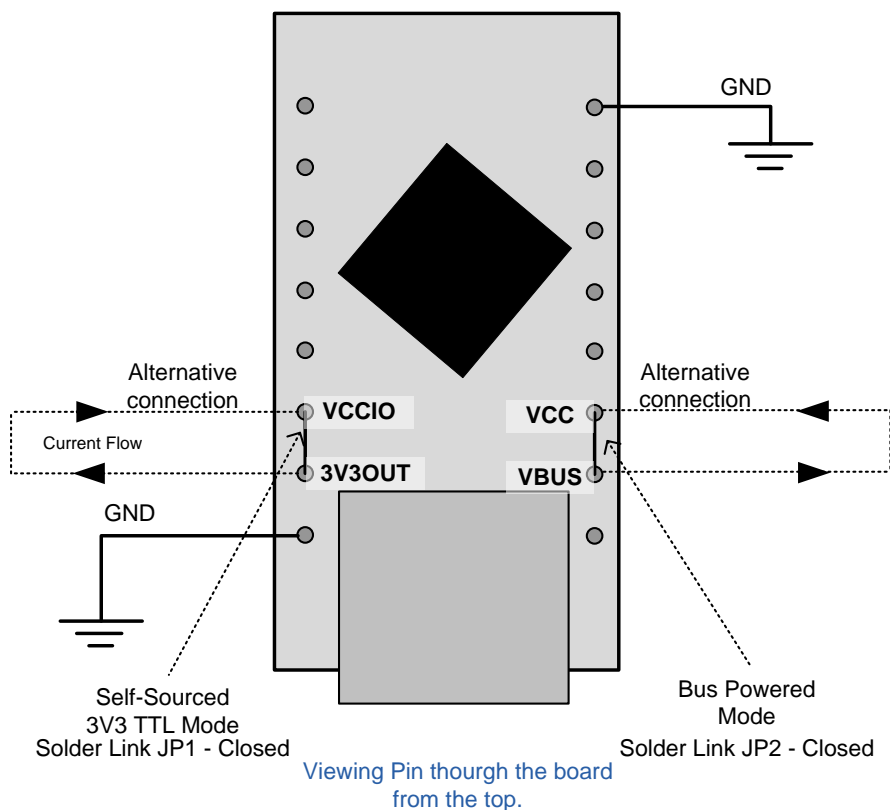 GND
Alternative
connection
VCCIO
VCC
Alternative
connection
Current Flow
3V3OUT
VBUS
GND
Self-Sourced
3V3 TTL Mode
Solder Link JP1 - Closed
Bus Powered
Mode
Solder Link JP2 - Closed
Viewing Pin thourgh the board
from the top.